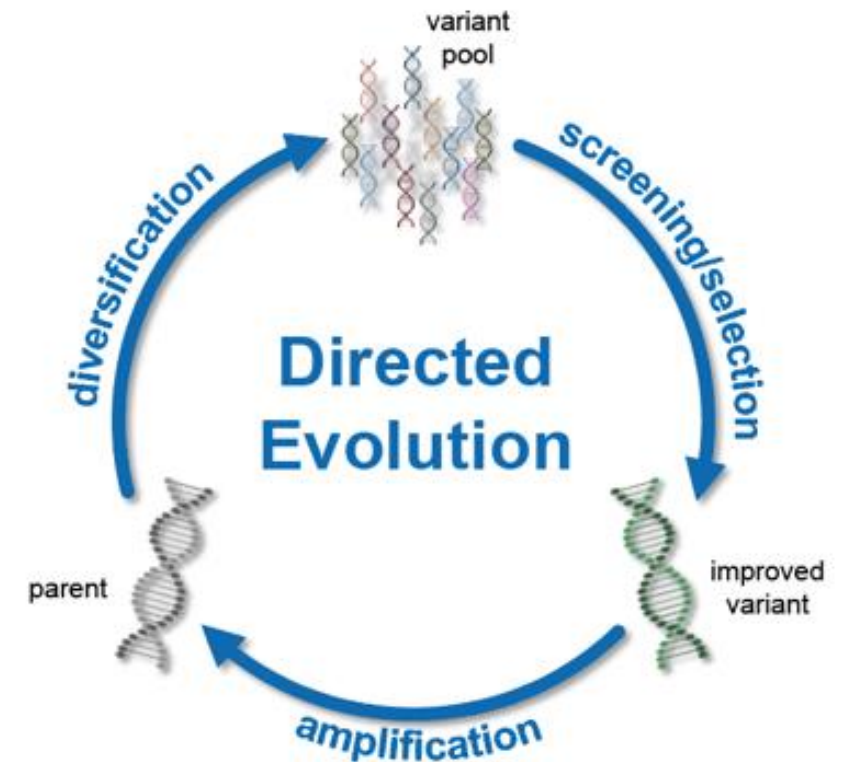 variant
pool
screening/selection
diversification
Directed
Evolution
parent
improved
variant
amplification